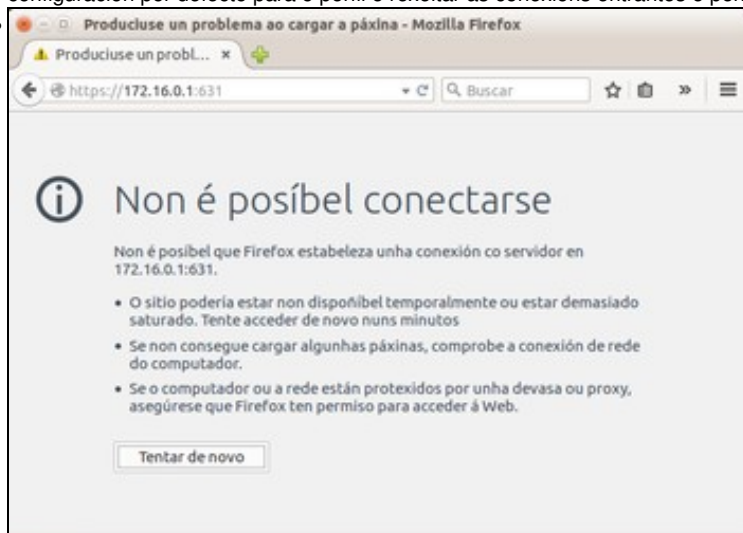 Produciuse un problema ao cargar a páxina - Mozilla Firefox
Produciuse un probl...
https://172.16.0.1:631
Buscar
Non é posíbel conectarse
Non é posíbel que Firefox estabeleza unha conexión co servidor en
172.16.0.1:631.
• O sitio podería estar non dispoñíbel temporalmente ou estar demasiado
saturado. Tente acceder de novo nuns minutos
• Se non consegue cargar algunhas páxinas, comprobe a conexión de rede
do computador.
• Se o computador ou a rede están protexidos por unha devasa ou proxy,
asegúrese que Firefox ten permiso para acceder á Web.
Tentar de novo